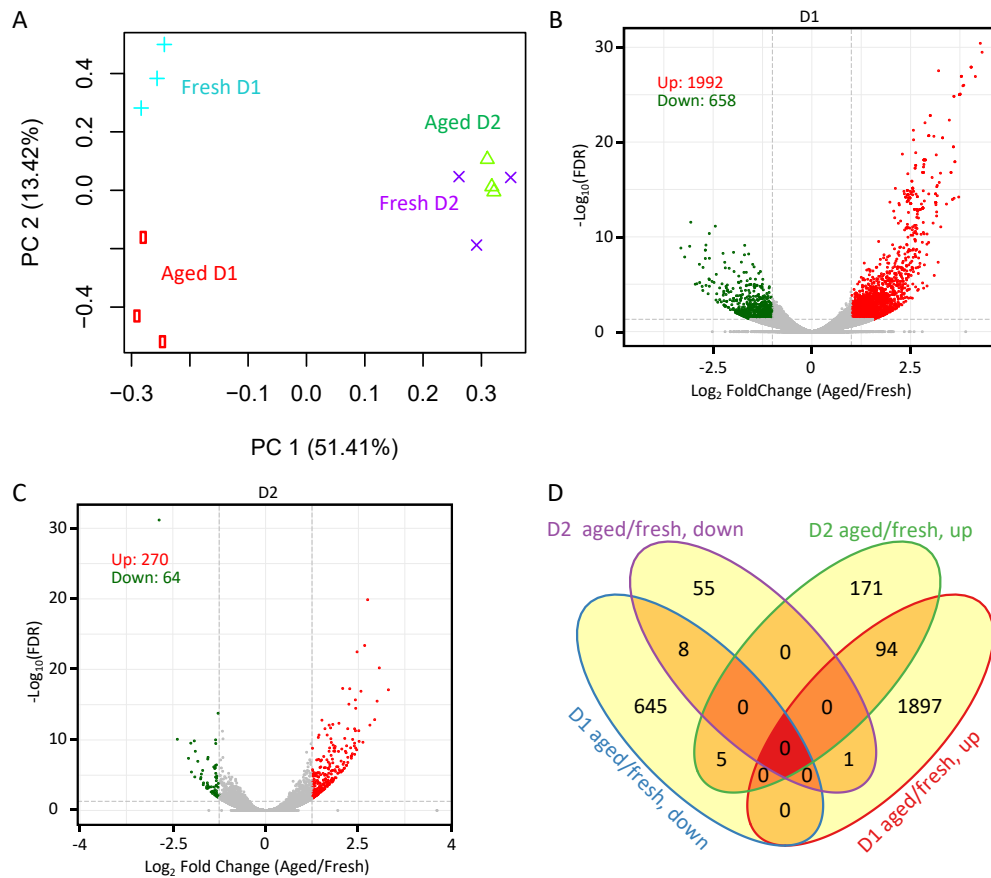 A
Fresh D1
Aged D2
Fresh D2
Aged D1
PC 2 (13.42%)
0.4
0.2
0.0
−0.4
−0.3
−0.1
0.0
0.1
0.2
0.3
PC 1 (51.41%)
B
D1
Up: 1992
Down: 658
-Log10(FDR)
30
20
10
0
-2.5
0
2.5
Log2 FoldChange (Aged/Fresh)
C
D2
Up: 270
Down: 64
-Log10(FDR)
30
20
20
10
0
-4
-2.5
0
2.5
4
Log2 Fold Change (Aged/Fresh)
D
D2 aged/fresh, down
D2 aged/fresh, up
55
171
8
0
94
645
0
0
1897
0
5
0
0
1
0
D1 aged/fresh, down
D1 aged/fresh, up